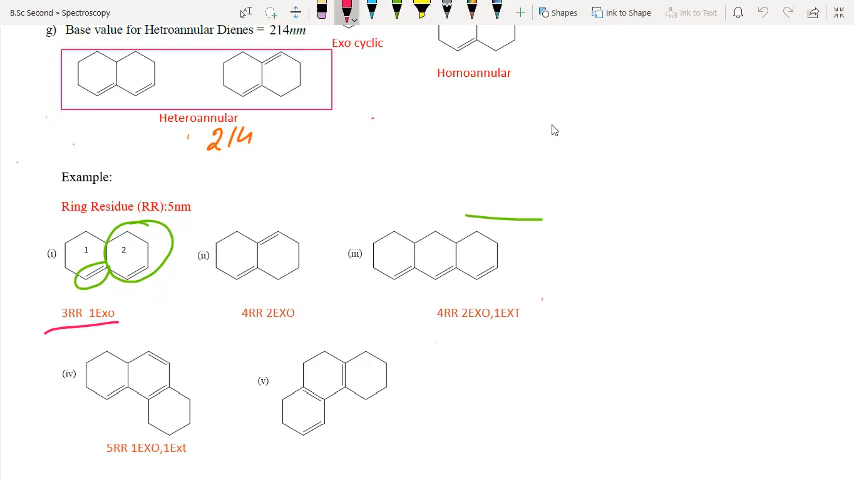 B.Sc Second » Spectroscopy
Shapes
Ink to Shape
Ink to Text
g) Base value for Hetroannular Dienes = 214nm
Exo cyclic
Homoannular
Heteroannular
214
Example:
Ring Residue (RR):5nm
(i) 1 2 (ii) (iii)
3RR 1Exo 4RR 2EXO 4RR 2EXO,1EXT
(iv) (v)
5RR 1EXO,1Ext